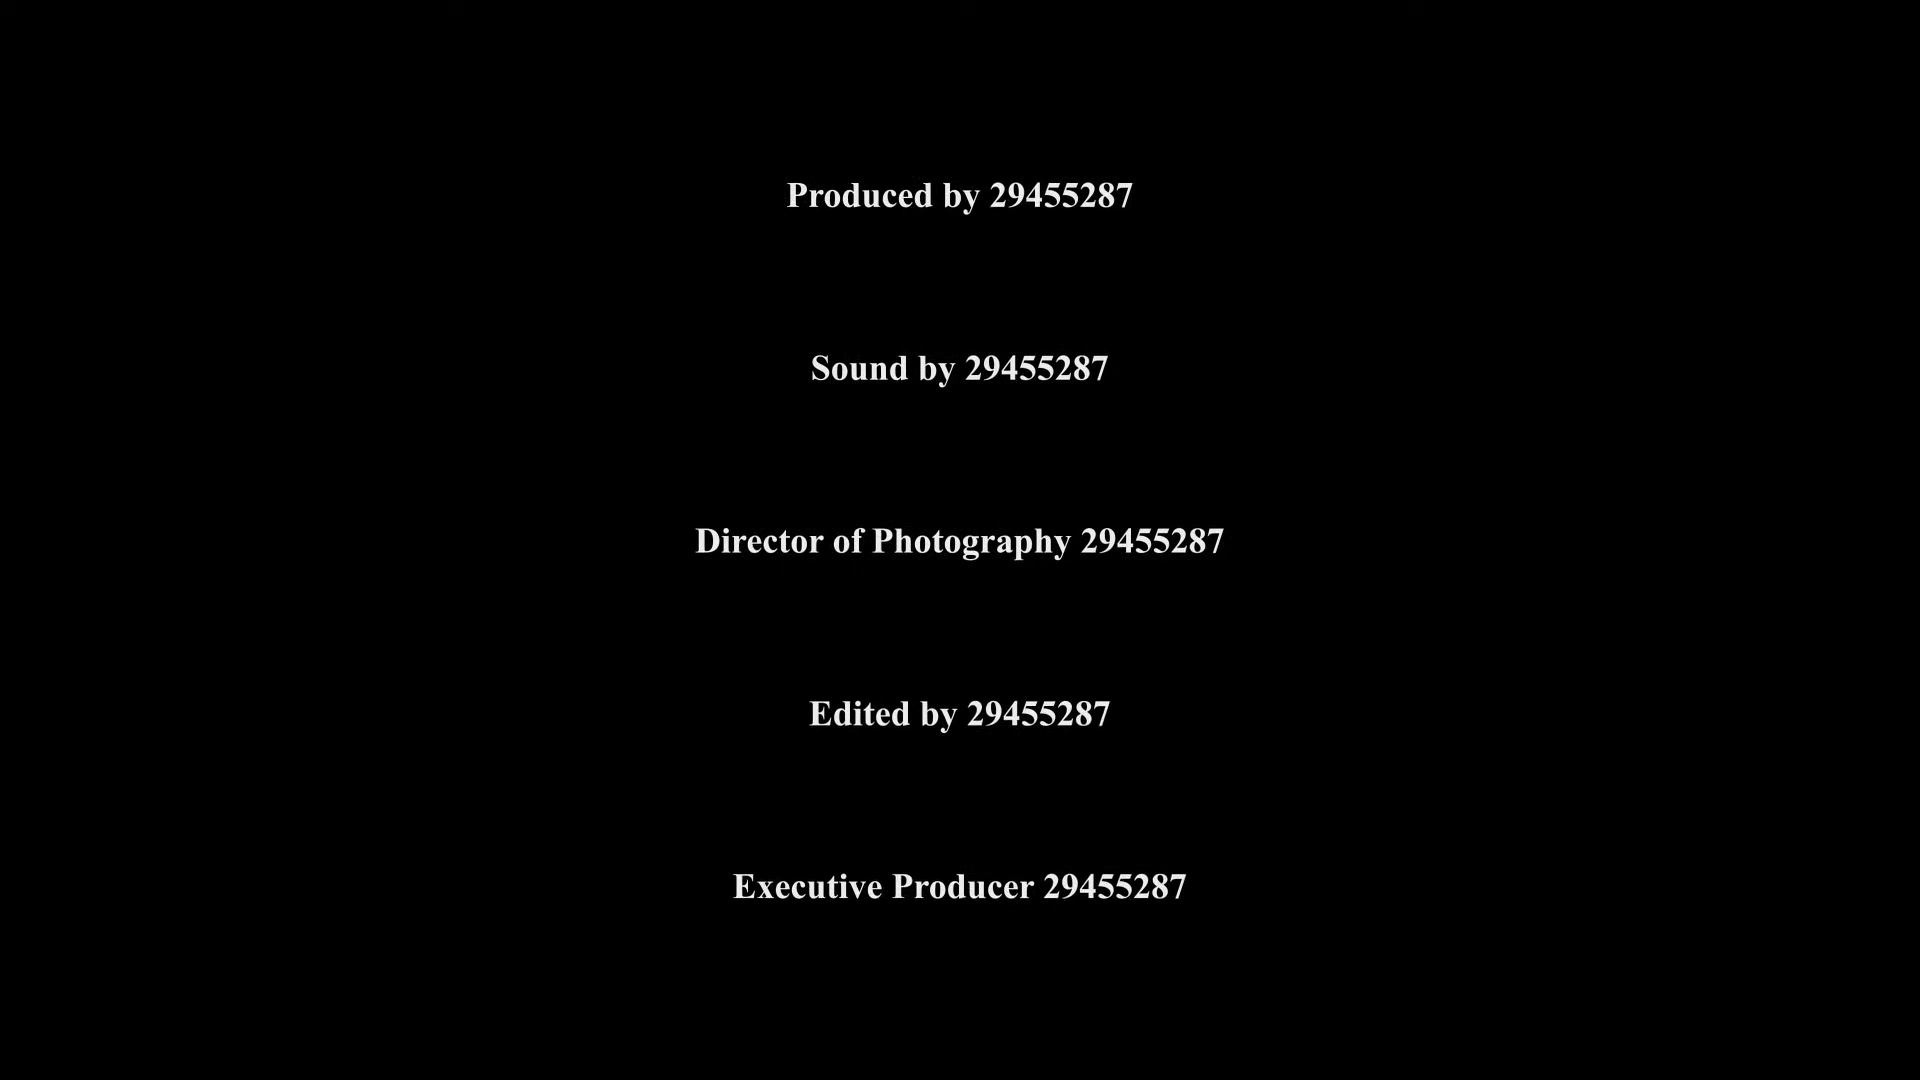 Produced by 29455287
Sound by 29455287
Director of Photography 29455287
Edited by 29455287
Executive Producer 29455287